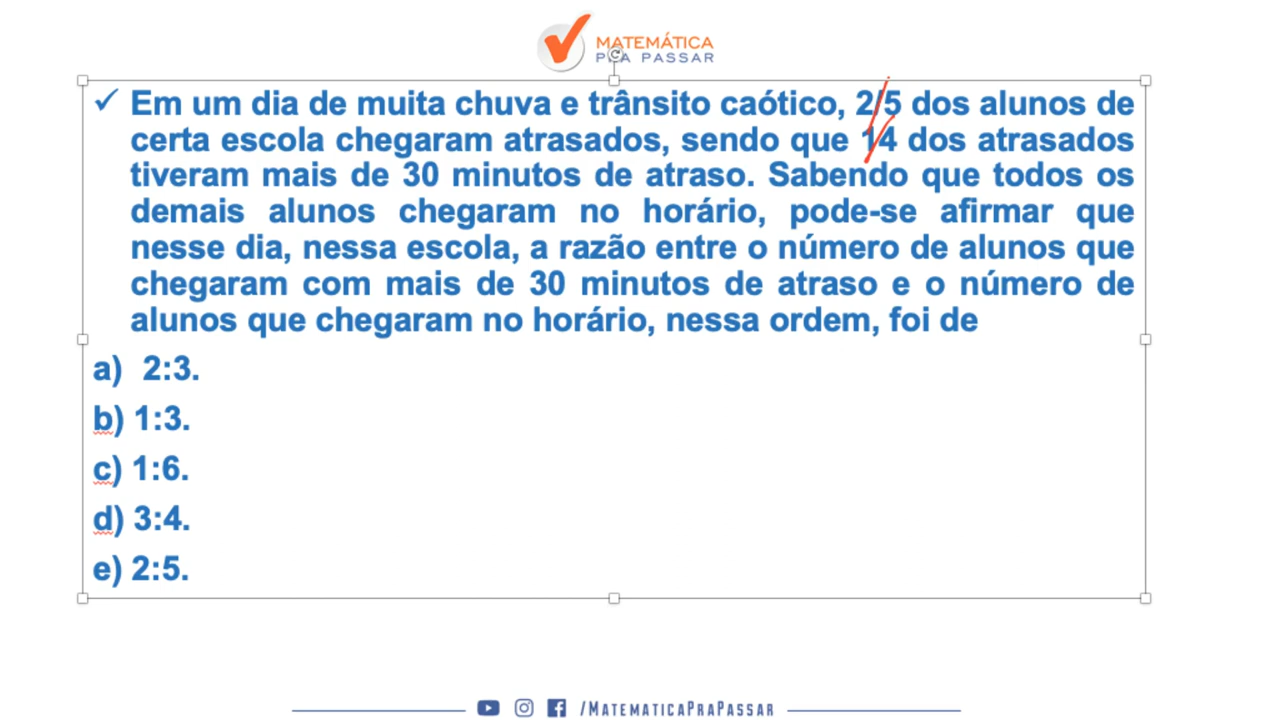 MATEMÁTICA
PRA PASSAR
✓ Em um dia de muita chuva e trânsito caótico, 2/5 dos alunos de
certa escola chegaram atrasados, sendo que 14 dos atrasados
tiveram mais de 30 minutos de atraso. Sabendo que todos os
demais alunos chegaram no horário, pode-se afirmar que
nesse dia, nessa escola, a razão entre o número de alunos que
chegaram com mais de 30 minutos de atraso e o número de
alunos que chegaram no horário, nessa ordem, foi de
a) 2:3.
b) 1:3.
c) 1:6.
d) 3:4.
e) 2:5.
/MATEMATICAPRAPASSAR